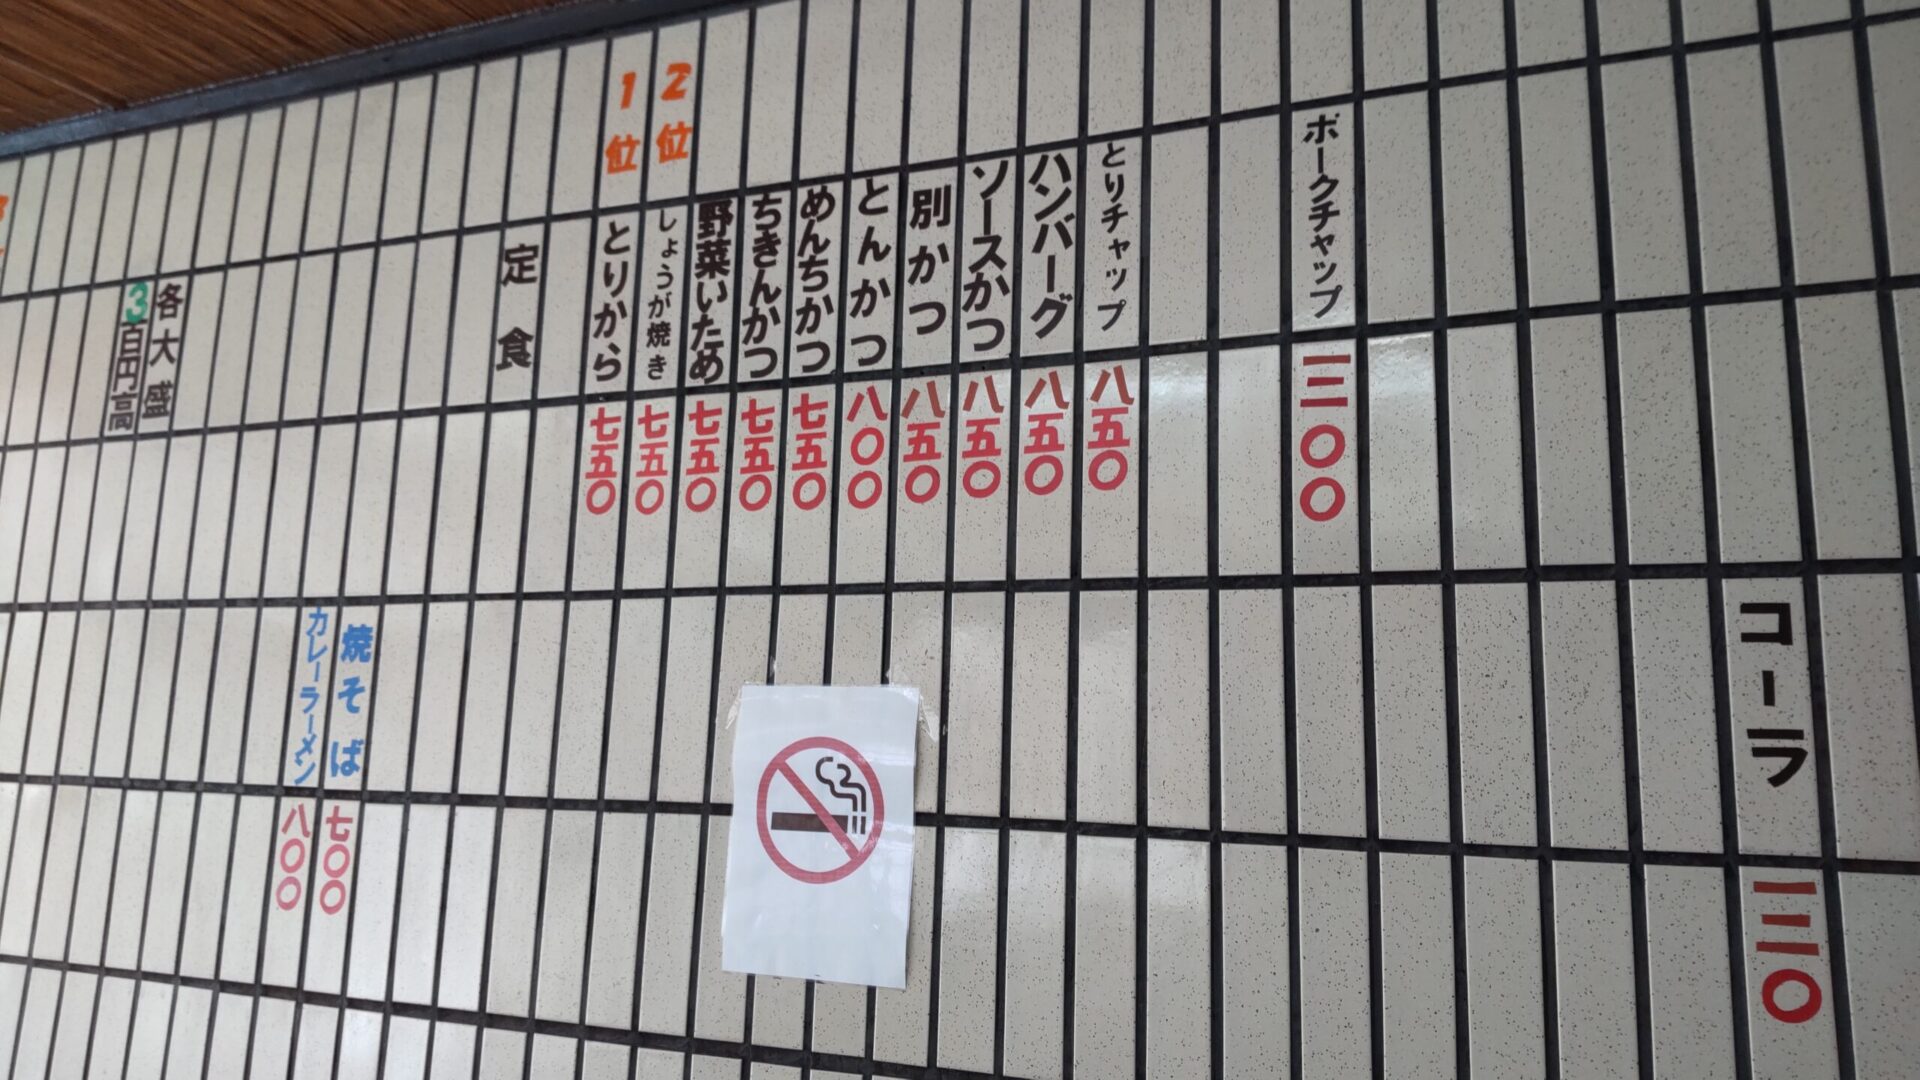 コーラ
一二〇
ポークチャップ
一二〇〇
とりチャップ
八五〇
ハンバーグ
八五〇
ソースかつ
八五〇
別かつ
八五〇
とんかつ
八〇〇
めんちかつ
七五〇
ちきんかつ
七五〇
野菜いため
七五〇
2位
しょうが焼き
七五〇
1位
とりから
七五〇
定食
焼そば
七〇〇
カレーラーメン
八〇〇
各大盛
3百円高